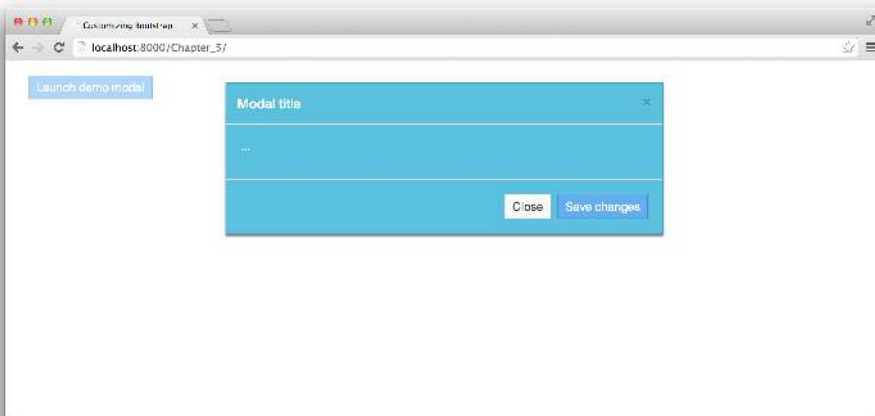 Customizing Bootstrap
localhost:8000/Chapter_5/
Launch demo modal
Modal title
...
Close
Save changes